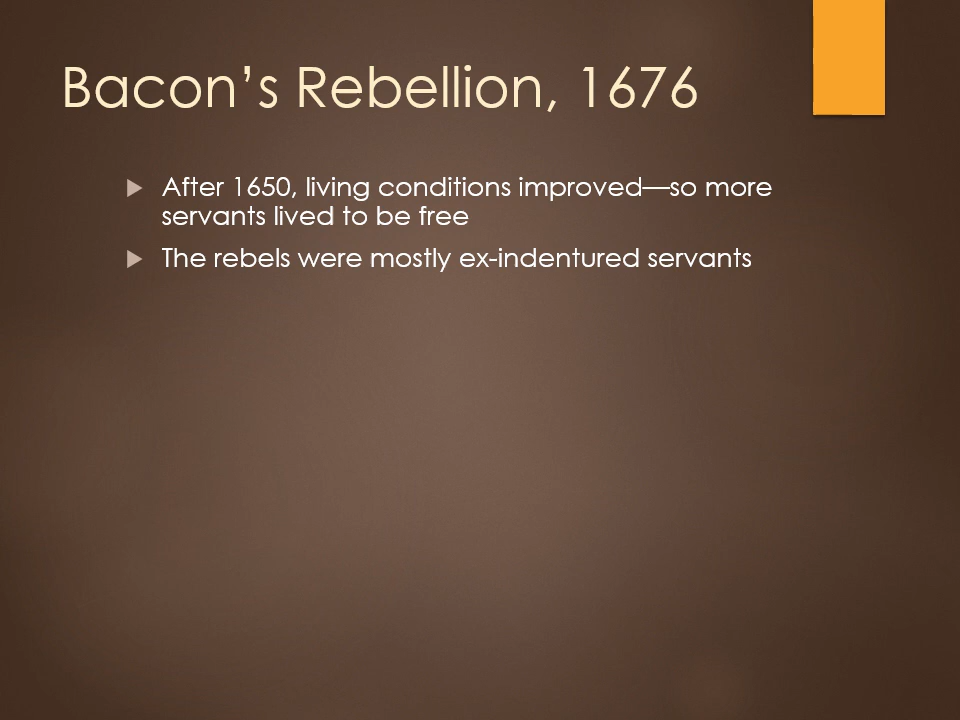 Bacon’s Rebellion, 1676
After 1650, living conditions improved—so more
servants lived to be free
The rebels were mostly ex-indentured servants